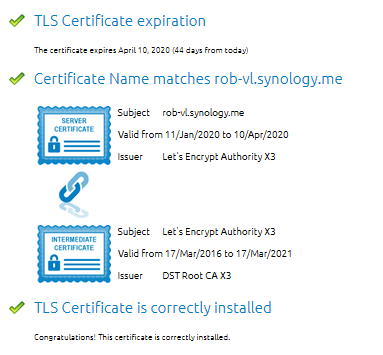 TLS Certificate expiration
The certificate expires April 10, 2020 (44 days from today)
Certificate Name matches rob-vl.synology.me
SERVER
CERTIFICATE
Subject rob-vl.synology.me
Valid from 11/Jan/2020 to 10/Apr/2020
Issuer Let's Encrypt Authority X3
INTERMEDIATE
CERTIFICATE
Subject Let's Encrypt Authority X3
Valid from 17/Mar/2016 to 17/Mar/2021
Issuer DST Root CA X3
TLS Certificate is correctly installed
Congratulations! This certificate is correctly installed.